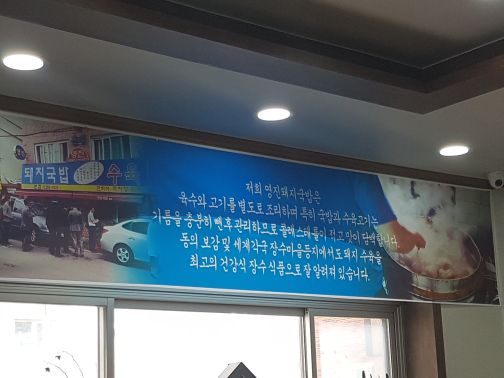 돼지국밥 수육
저희 영진돼지국밥은
육수와 고기를 별도로 조리하며 특히 국밥과 수육고기는
기름을 충분히 뺀후 관리하므로 콜레스테롤이 적고 맛이 담백합니다.
동의 보감 및 세계각국 장수마을등지에서도 돼지 수육을
최고의 건강식 장수식품으로 잘 알려져 있습니다.